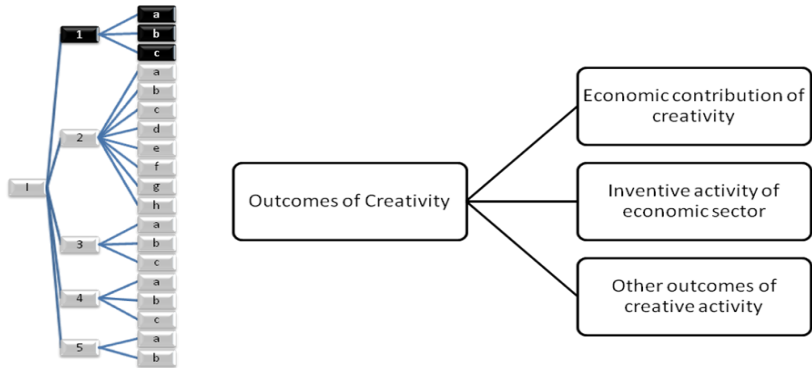 I
1
a
b
c
2
a
b
c
d
e
f
g
h
3
a
b
c
4
a
b
c
5
a
b
Outcomes of Creativity
Economic contribution of
creativity
Inventive activity of
economic sector
Other outcomes of
creative activity